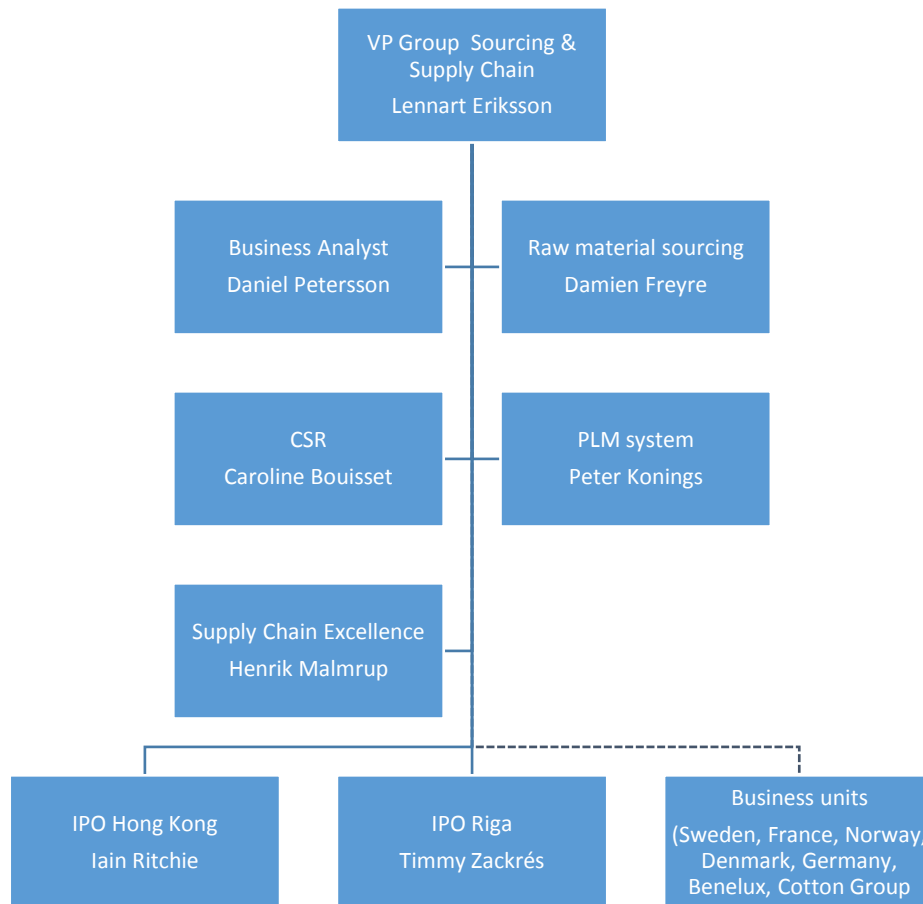 VP Group  Sourcing &
Supply Chain
Lennart Eriksson
Business Analyst
Daniel Petersson
Raw material sourcing
Damien Freyre
CSR
Caroline Bouisset
PLM system
Peter Konings
Supply Chain Excellence
Henrik Malmrup
IPO Hong Kong
Iain Ritchie
IPO Riga
Timmy Zackrés
Business units
(Sweden, France, Norway,
Denmark, Germany,
Benelux, Cotton Group